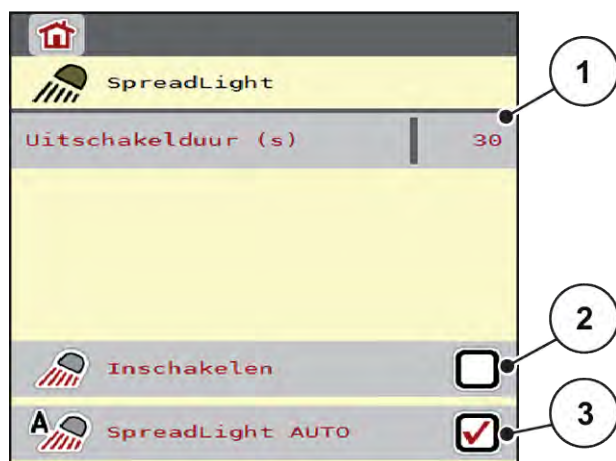 SpreadLight
1
Uitschakelduur (s) 30
Inschakelen
2
A
SpreadLight AUTO
3